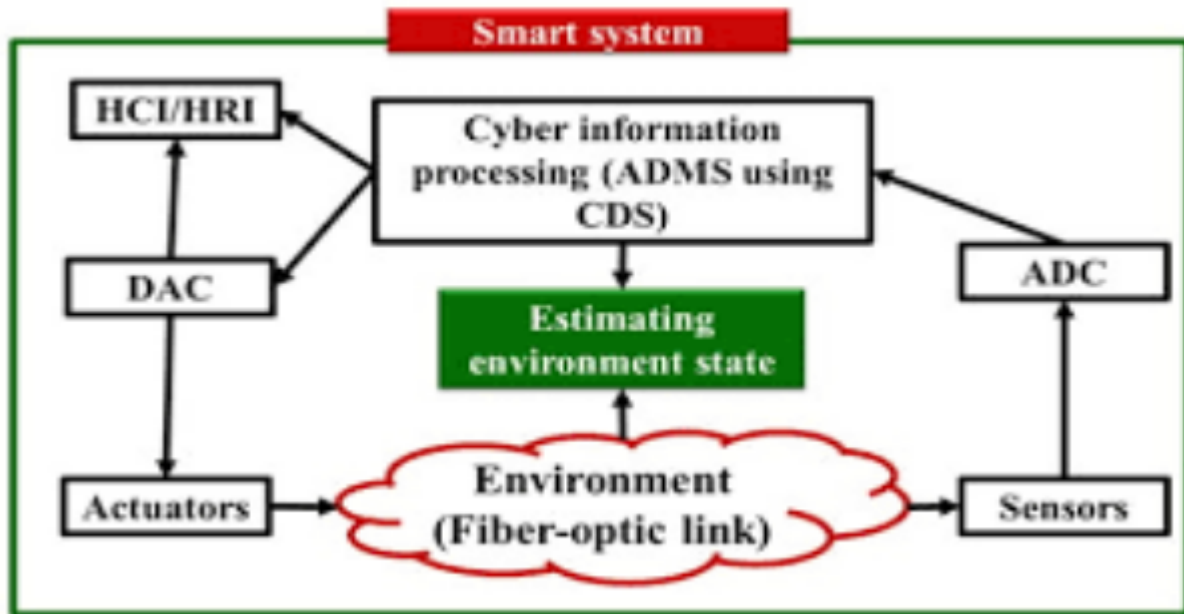 Smart system
HCI/HRI
Cyber information
processing (ADMS using
CDS)
DAC
ADC
Estimating
environment state
Environment
(Fiber-optic link)
Actuators
Sensors